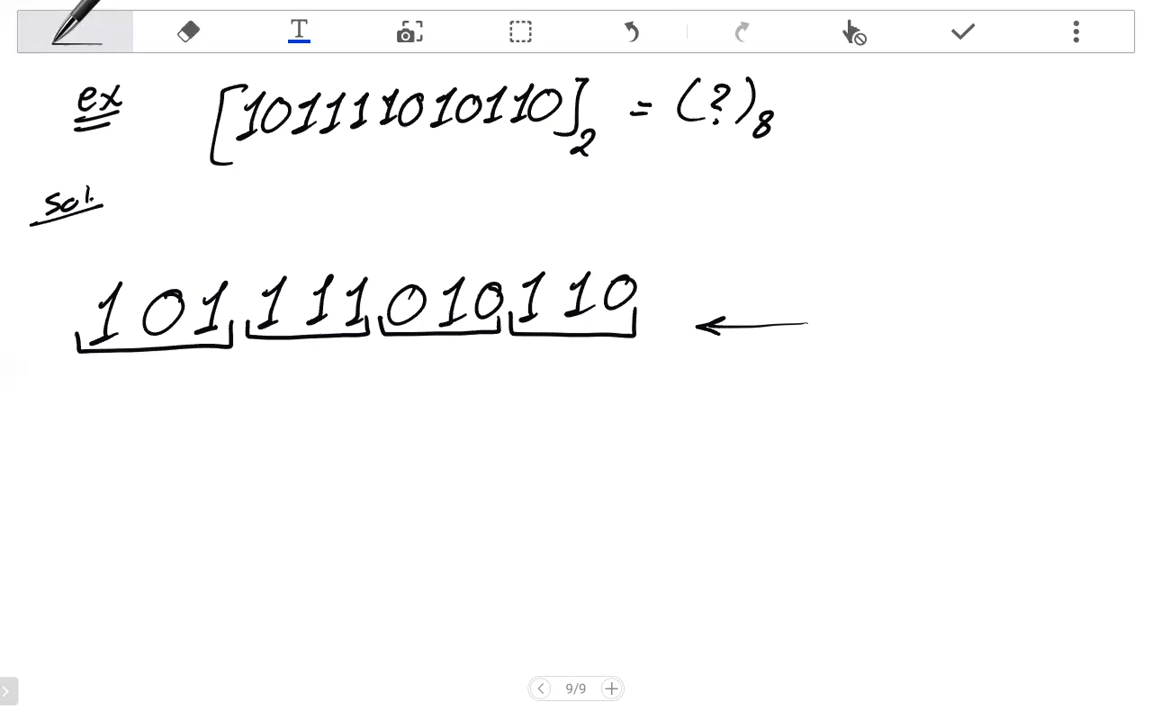 T
ex [101111010110]2 = (?)8
Sol.
101 111 010 110 ←
9/9